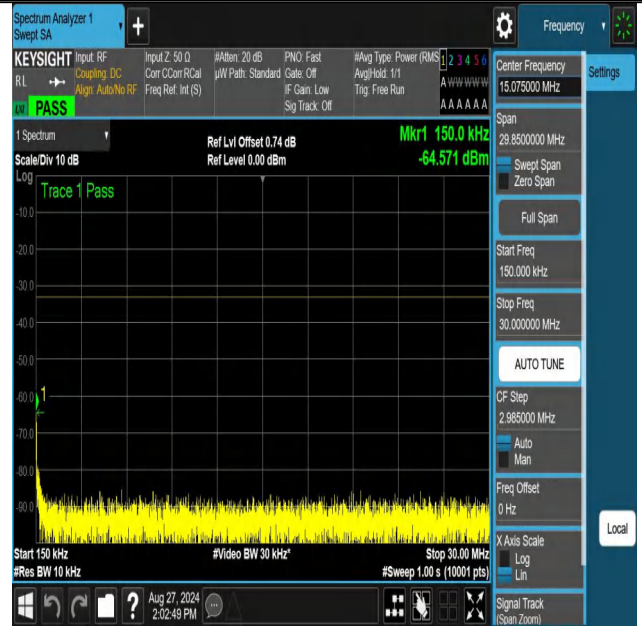 Spectrum Analyzer 1
Swept SA
+
Frequency
KEYSIGHT
RL
Input: RF
Coupling: DC
Align: Auto/No RF
Input Z: 50 Ω
Corr CCorr RCal
Freq Ref: Int (S)
#Atten: 20 dB
µW Path: Standard
PNO: Fast
Gate: Off
IF Gain: Low
Sig Track: Off
#Avg Type: Power (RMS
Avg|Hold: 1/1
Trig: Free Run
1 2 3 4 5 6
A W W W W W
A A A A A A
LXI PASS
1 Spectrum
Scale/Div 10 dB
Ref Lvl Offset 0.74 dB
Ref Level 0.00 dBm
Mkr1 150.0 kHz
-64.571 dBm
Log
Trace 1 Pass
-10.0
-20.0
-30.0
-40.0
-50.0
-60.0
1
-70.0
-80.0
-90.0
Start 150 kHz
#Video BW 30 kHz*
Stop 30.00 MHz
#Res BW 10 kHz
#Sweep 1.00 s (10001 pts)
?
Aug 27, 2024
2:02:49 PM
Center Frequency
15.075000 MHz
Settings
Span
29.8500000 MHz
Swept Span
Zero Span
Full Span
Start Freq
150.000 kHz
Stop Freq
30.000000 MHz
AUTO TUNE
CF Step
2.985000 MHz
Auto
Man
Freq Offset
0 Hz
Local
X Axis Scale
Log
Lin
Signal Track
(Span Zoom)